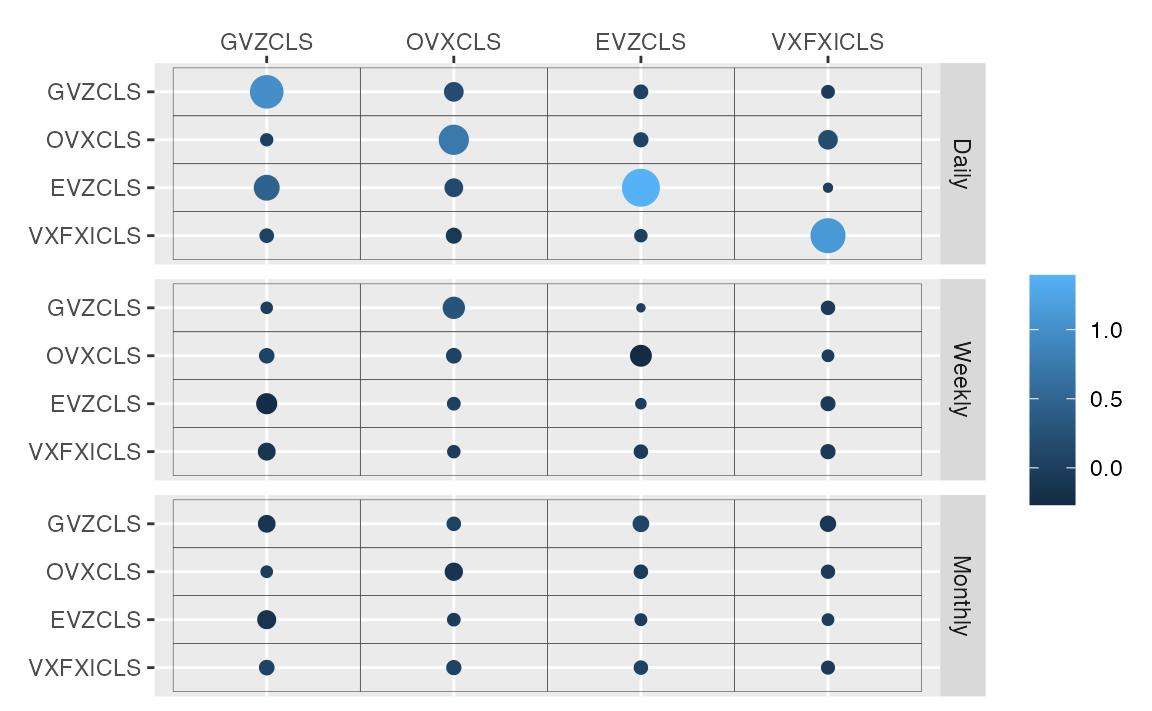 GVZCLS OVXCLS EVZCLS VXFXICLS
GVZCLS
OVXCLS
EVZCLS
VXFXICLS
Daily
GVZCLS
OVXCLS
EVZCLS
VXFXICLS
Weekly
GVZCLS
OVXCLS
EVZCLS
VXFXICLS
Monthly
1.0
0.5
0.0